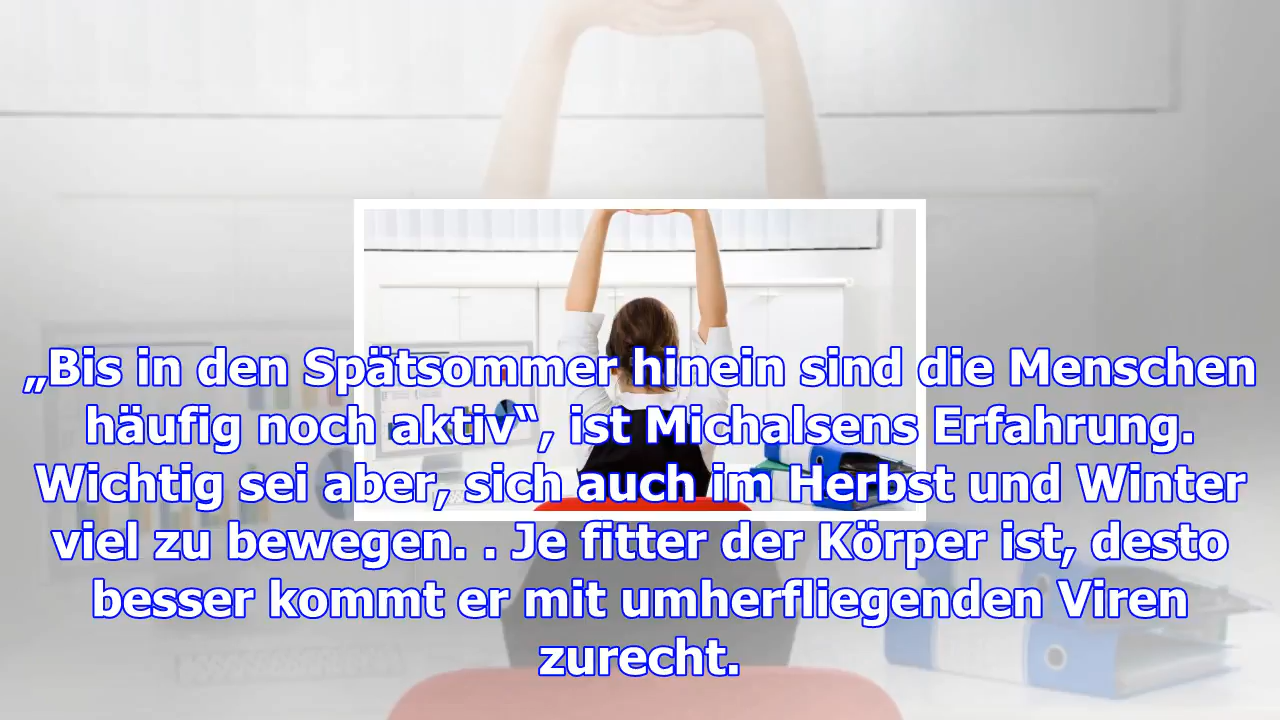 „Bis in den Spätsommer hinein sind die Menschen
häufig noch aktiv“, ist Michalsens Erfahrung.
Wichtig sei aber, sich auch im Herbst und Winter
viel zu bewegen. . Je fitter der Körper ist, desto
besser kommt er mit umherfliegenden Viren
zurecht.